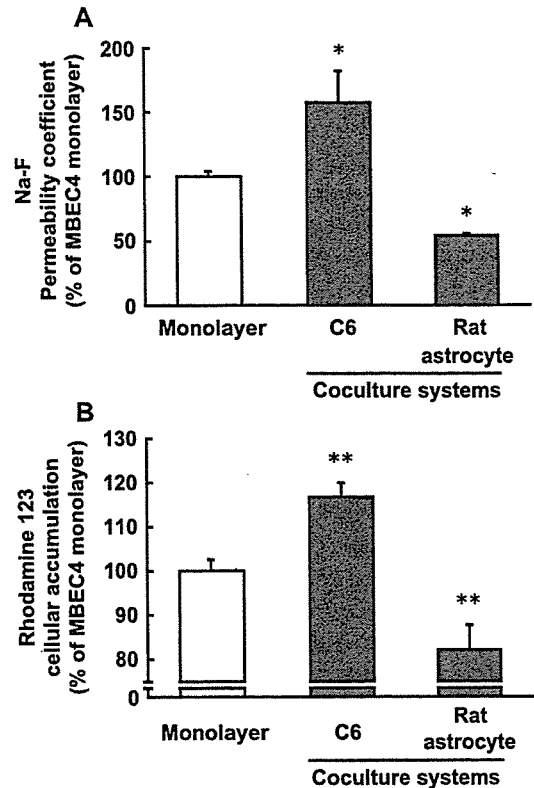 A
Na-F
Permeability coefficient
(% of MBEC4 monolayer)
200
150
100
50
0
*
*
Monolayer
C6
Rat
astrocyte
Coculture systems
B
Rhodamine 123
cellular accumulation
(% of MBEC4 monolayer)
130
120
110
100
90
80
0
**
**
Monolayer
C6
Rat
astrocyte
Coculture systems